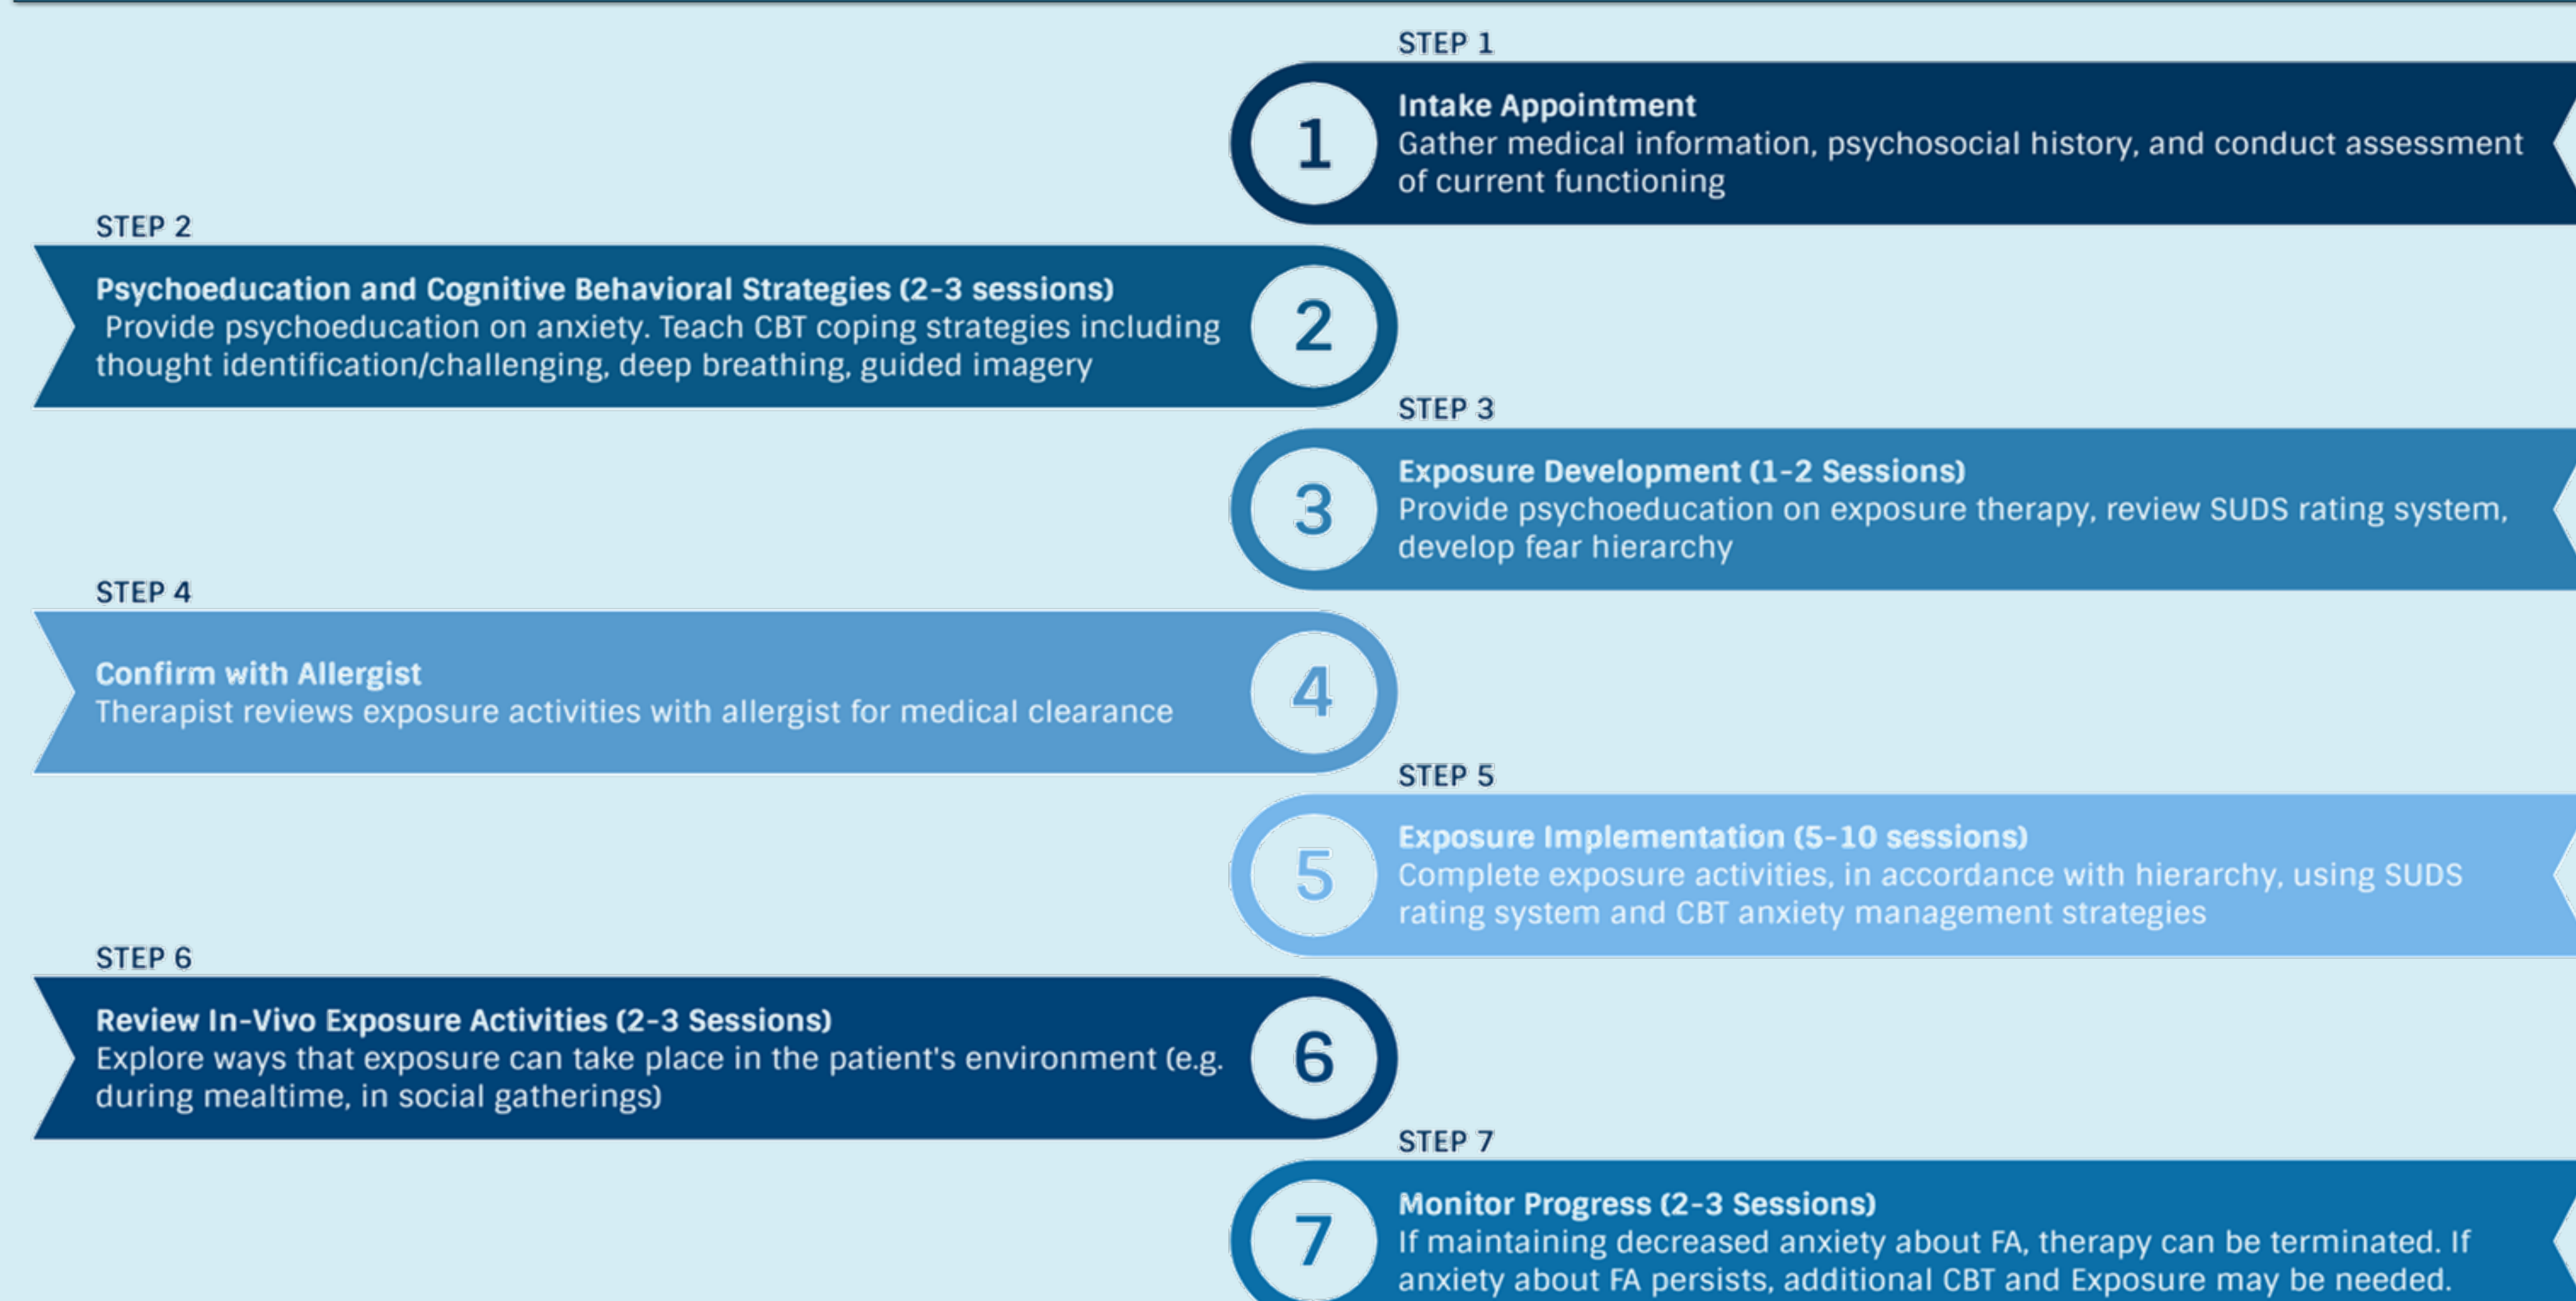 STEP 1
1
Intake Appointment
Gather medical information, psychosocial history, and conduct assessment
of current functioning
STEP 2
Psychoeducation and Cognitive Behavioral Strategies (2-3 sessions)
Provide psychoeducation on anxiety. Teach CBT coping strategies including
thought identification/challenging, deep breathing, guided imagery
2
STEP 3
3
Exposure Development (1-2 Sessions)
Provide psychoeducation on exposure therapy, review SUDS rating system,
develop fear hierarchy
STEP 4
Confirm with Allergist
Therapist reviews exposure activities with allergist for medical clearance
4
STEP 5
5
Exposure Implementation (5-10 sessions)
Complete exposure activities, in accordance with hierarchy, using SUDS
rating system and CBT anxiety management strategies
STEP 6
Review In-Vivo Exposure Activities (2-3 Sessions)
Explore ways that exposure can take place in the patient's environment (e.g.
during mealtime, in social gatherings)
6
STEP 7
7
Monitor Progress (2-3 Sessions)
If maintaining decreased anxiety about FA, therapy can be terminated. If
anxiety about FA persists, additional CBT and Exposure may be needed.